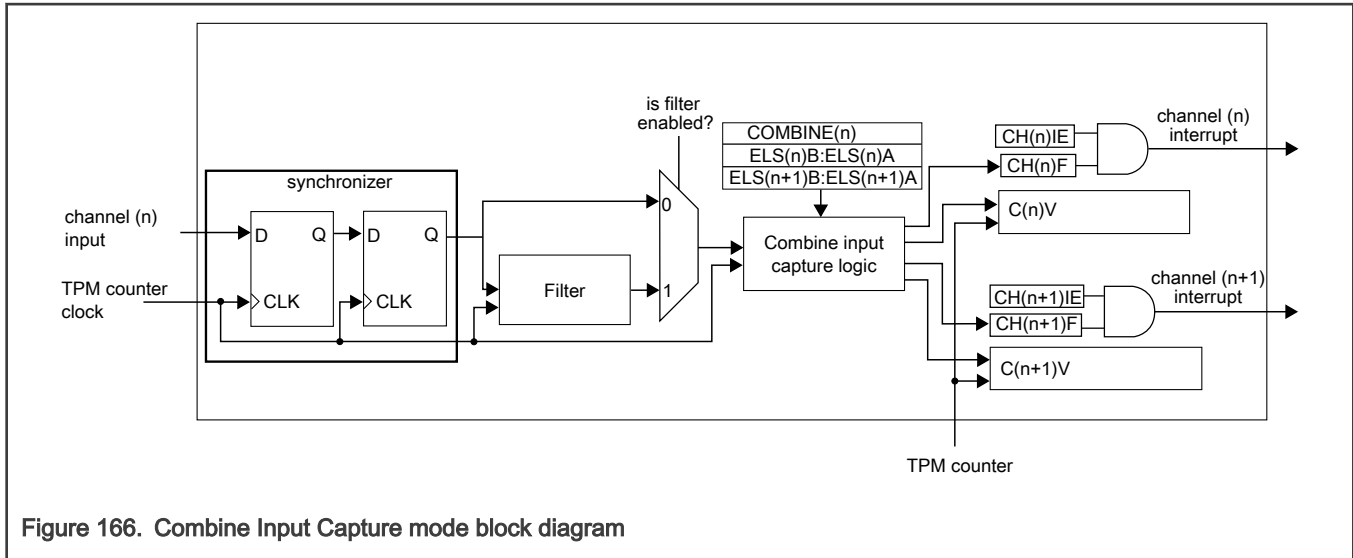 is filter
enabled?
COMBINE(n)
ELS(n)B:ELS(n)A
ELS(n+1)B:ELS(n+1)A
channel (n)
interrupt
CH(n)IE
CH(n)F
synchronizer
channel (n)
input
D Q D Q
0
C(n)V
Combine input
capture logic
TPM counter
clock
CLK CLK
Filter
1
channel (n+1)
interrupt
CH(n+1)IE
CH(n+1)F
C(n+1)V
TPM counter
Figure 166. Combine Input Capture mode block diagram